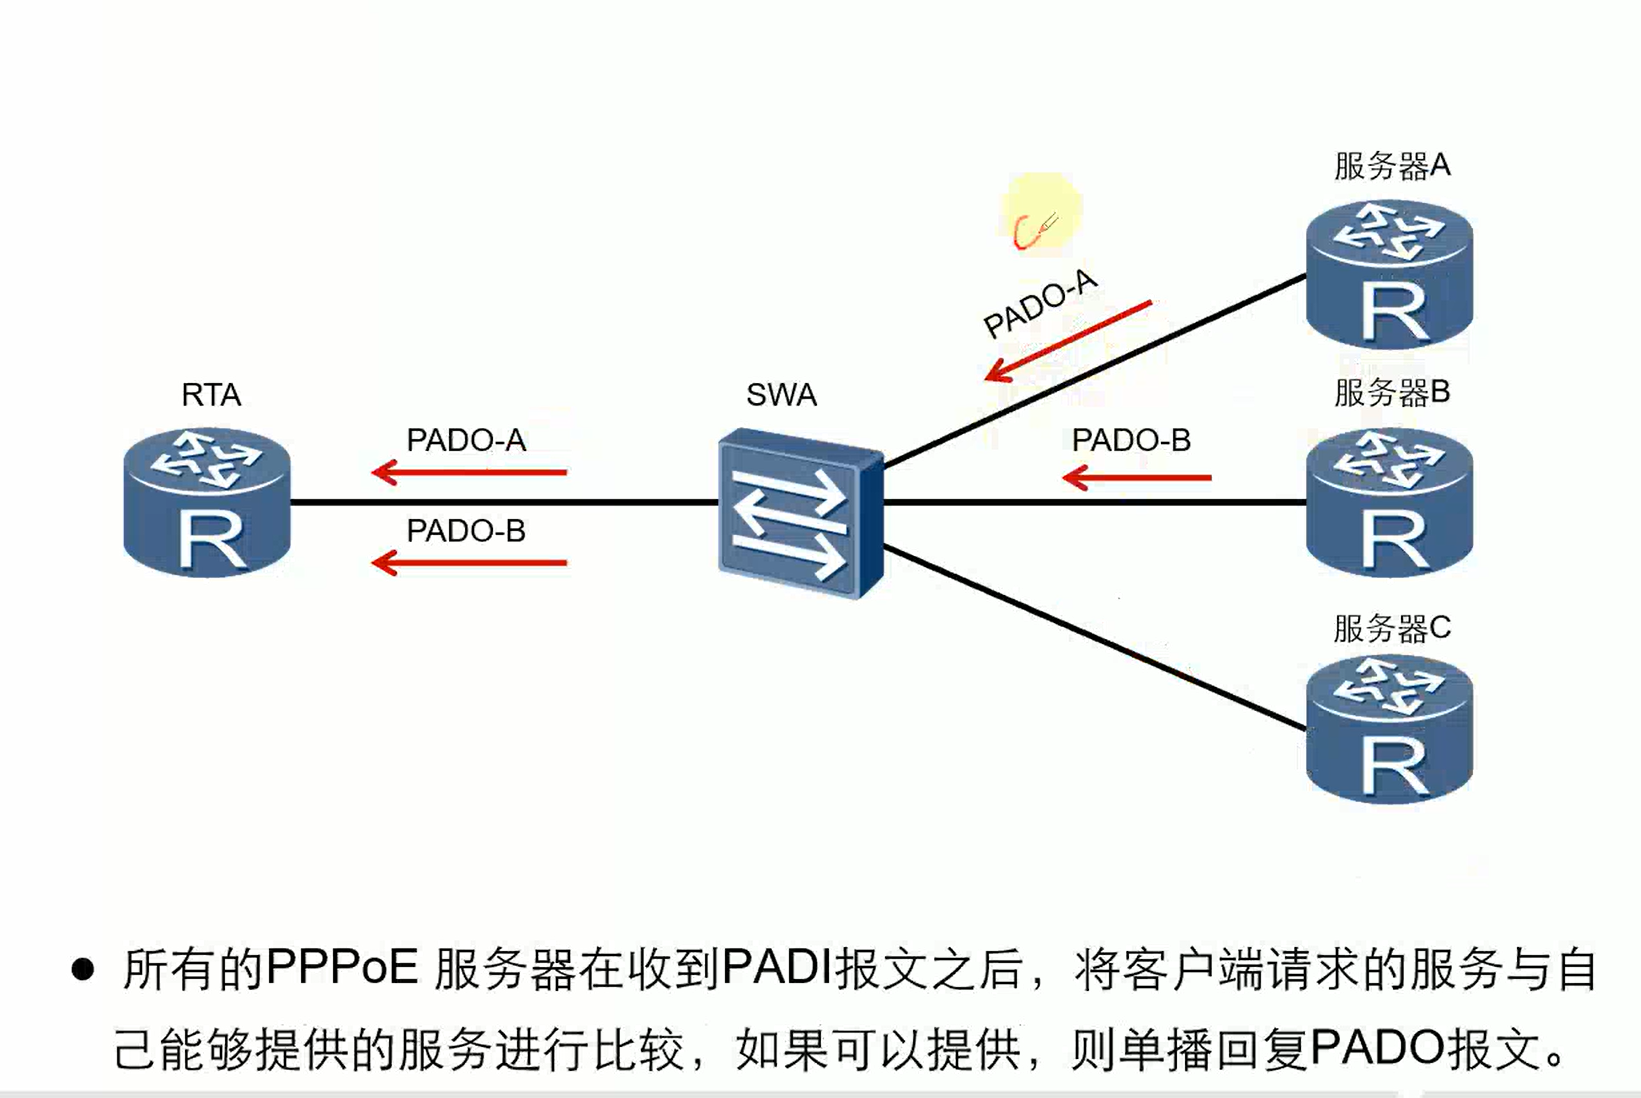 服务器A
PADO-A
服务器B
RTA
SWA
PADO-A
PADO-B
PADO-B
服务器C
R
R
R
R
● 所有的PPPoE 服务器在收到PADI报文之后，将客户端请求的服务与自
己能够提供的服务进行比较，如果可以提供，则单播回复PADO报文。